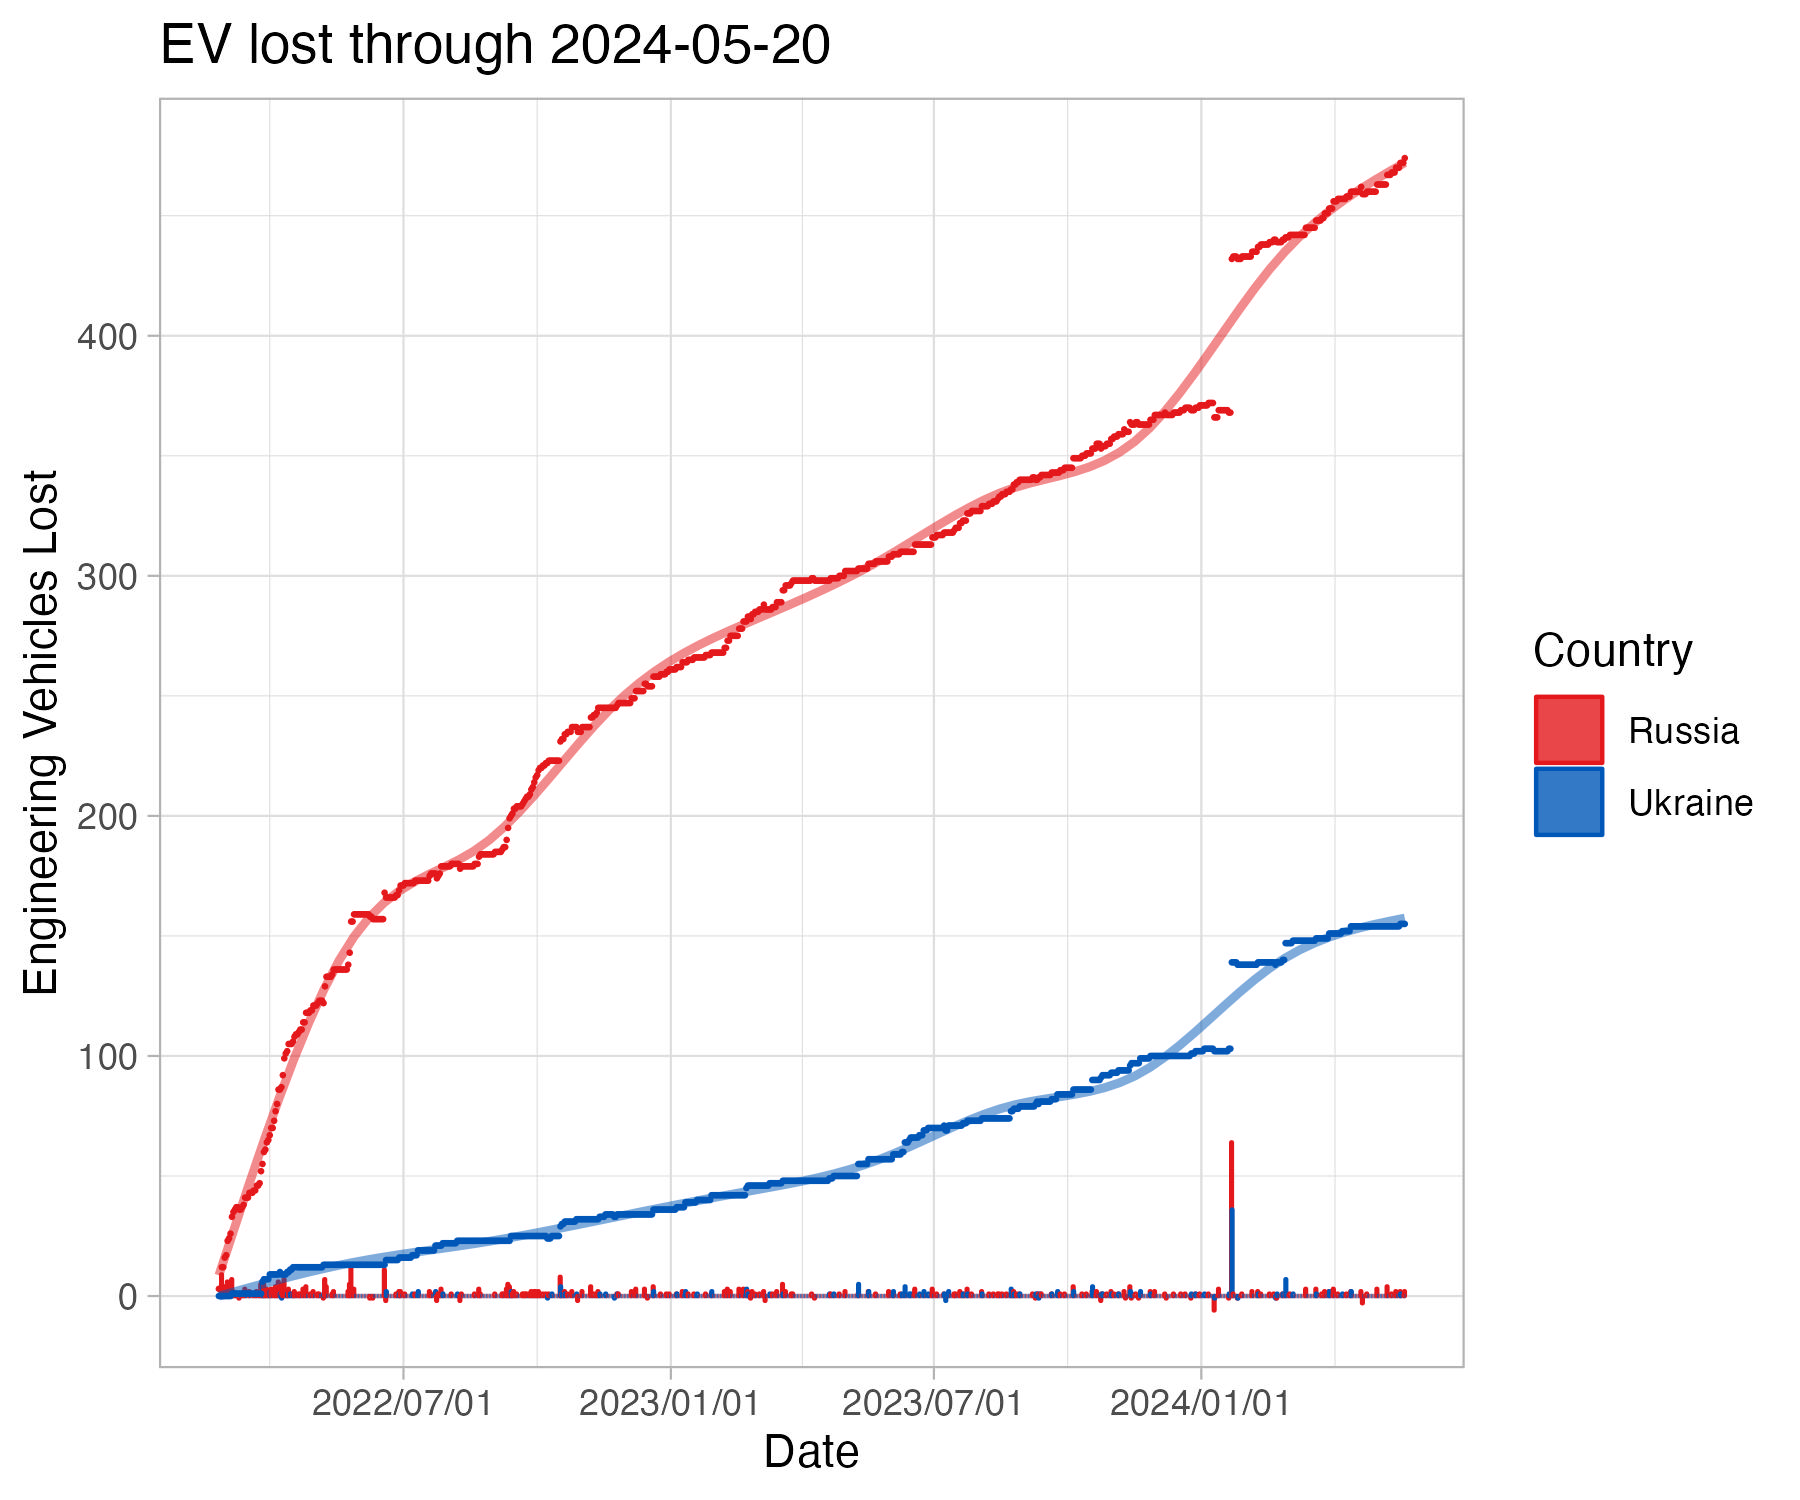 EV lost through 2024-05-20
Engineering Vehicles Lost
400
300
200
100
0
2022/07/01
2023/01/01
2023/07/01
2024/01/01
Date
Country
Russia
Ukraine